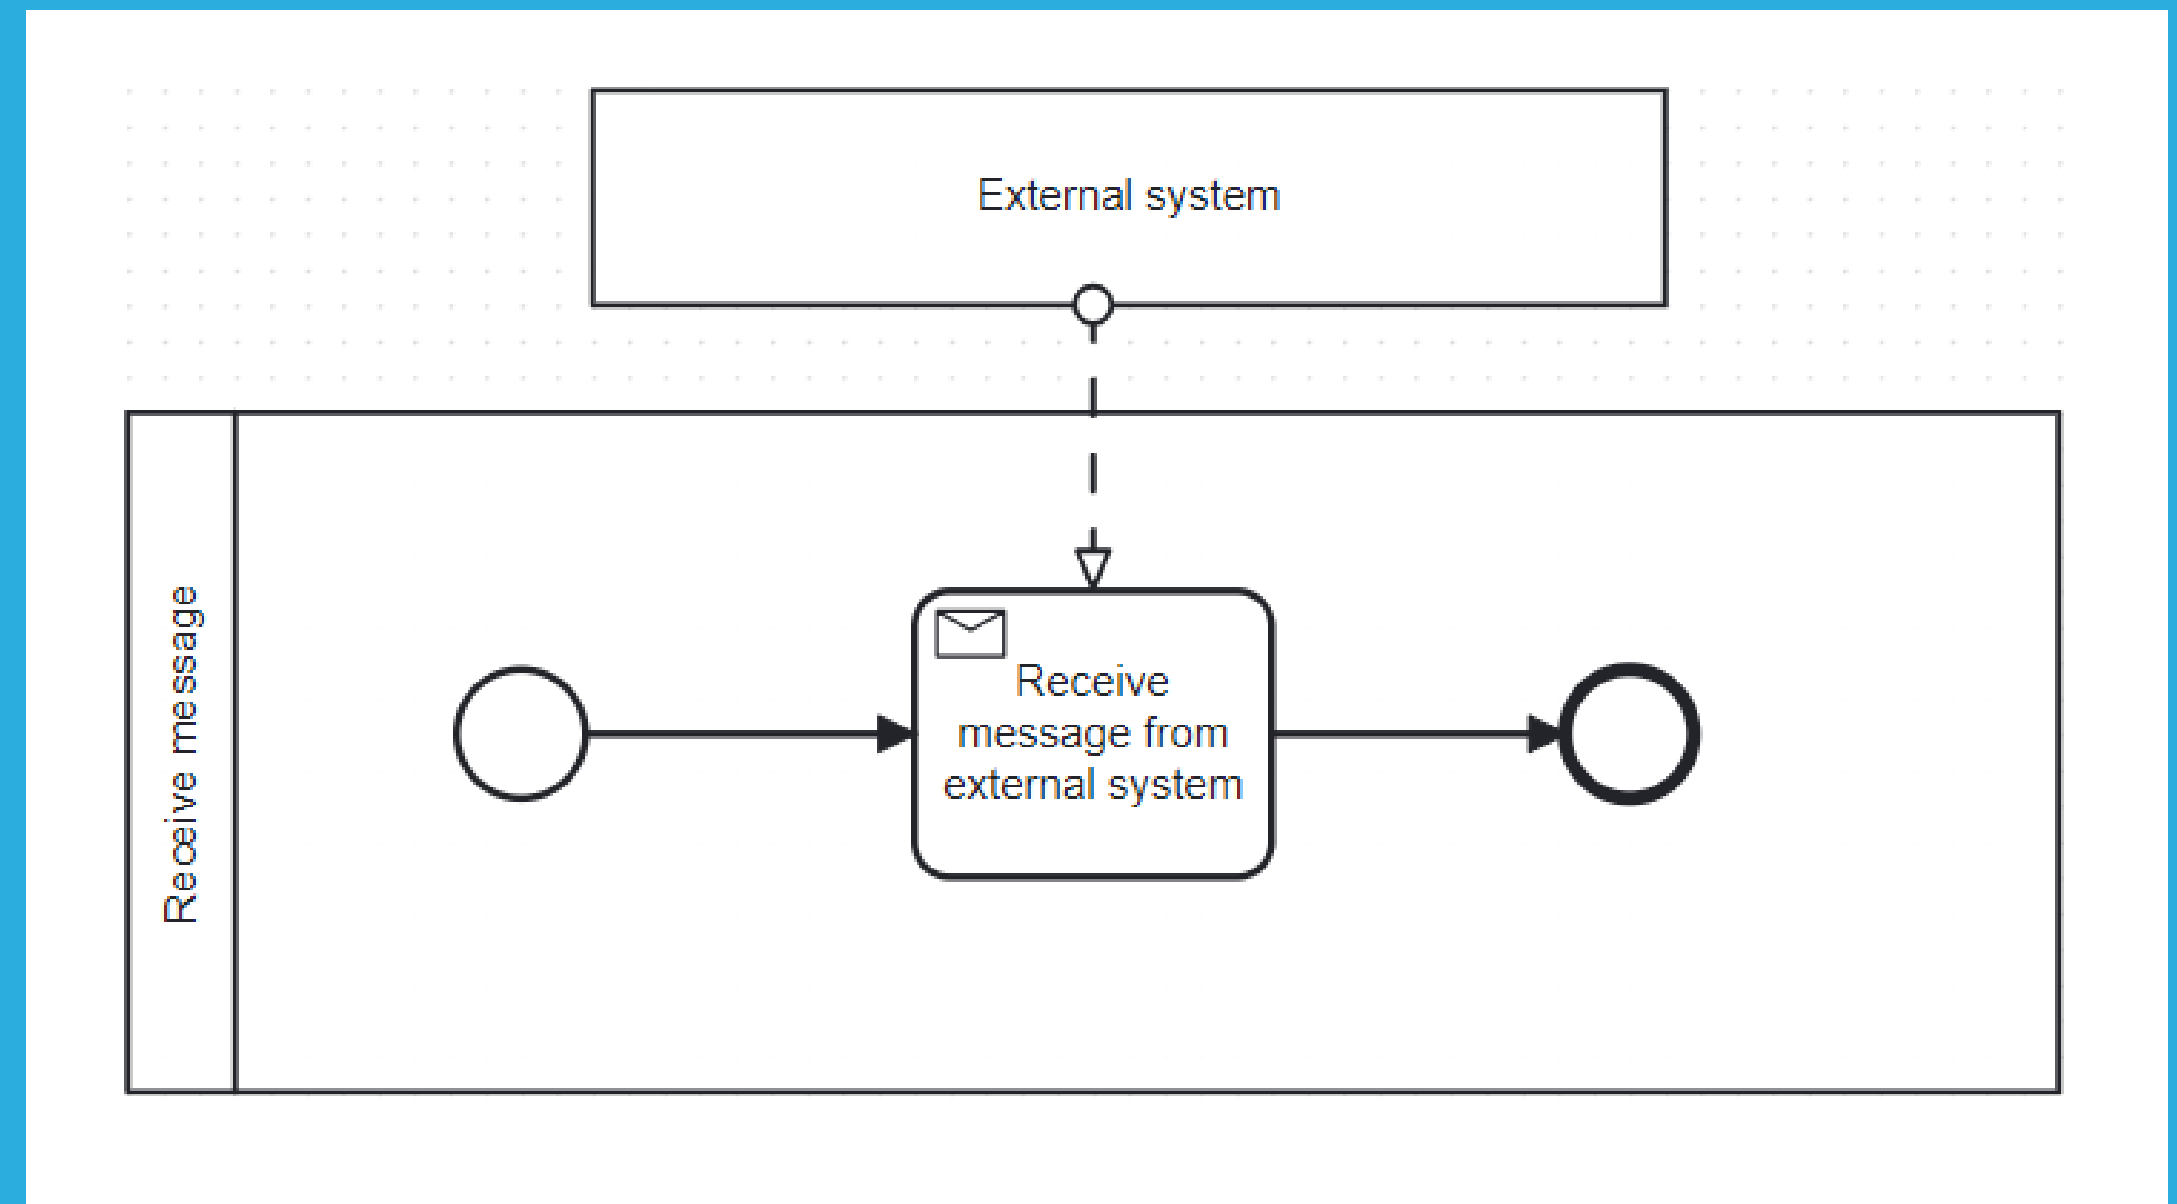 External system
Receive message
Receive
message from
external system